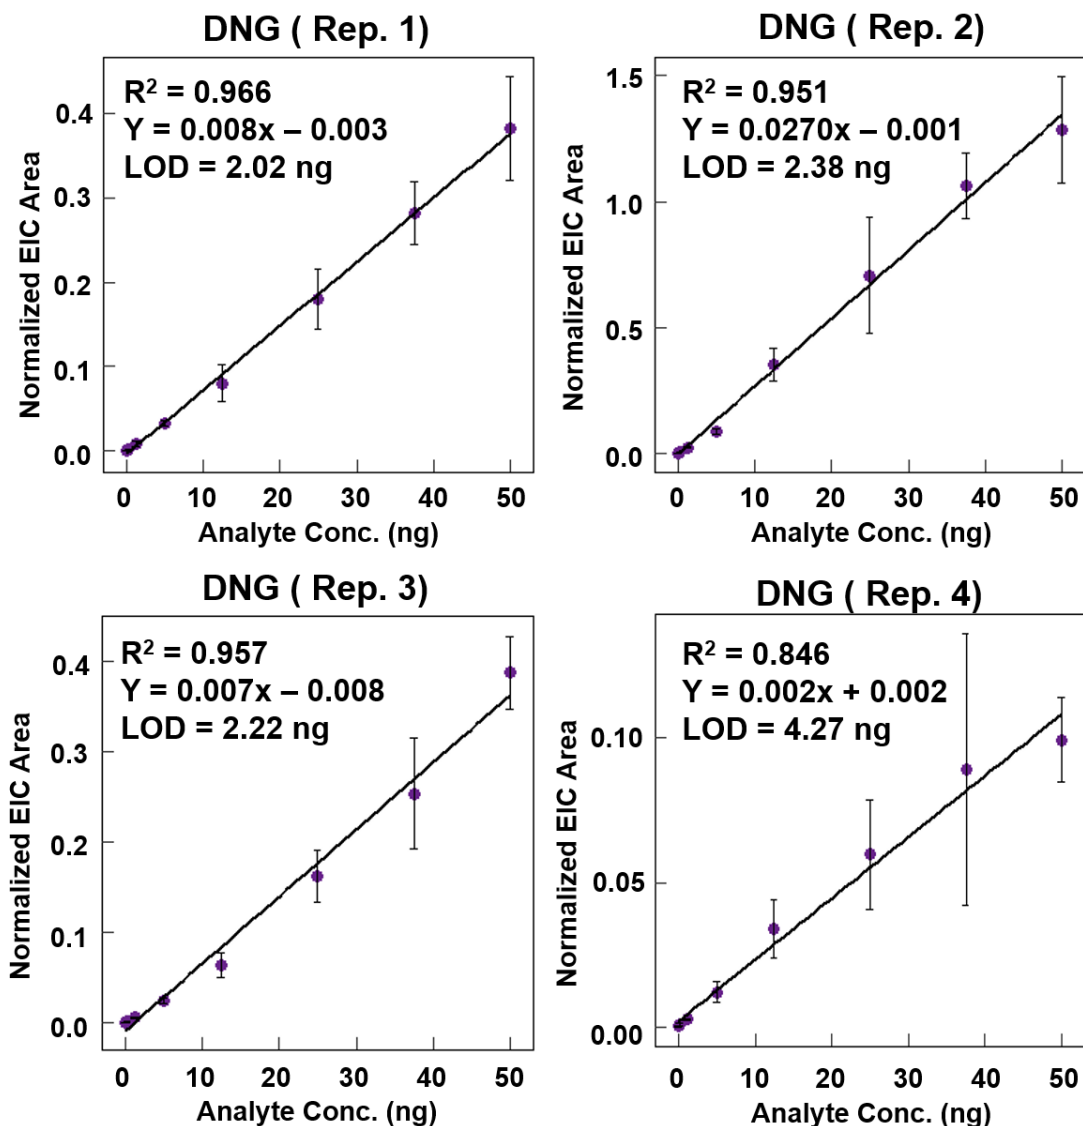 DNG ( Rep. 1)
R² = 0.966
Y = 0.008x – 0.003
LOD = 2.02 ng
Normalized EIC Area
0.4
0.3
0.2
0.1
0.0
0 10 20 30 40 50
Analyte Conc. (ng)
DNG ( Rep. 2)
R² = 0.951
Y = 0.0270x – 0.001
LOD = 2.38 ng
Normalized EIC Area
1.5
1.0
0.5
0.0
0 10 20 30 40 50
Analyte Conc. (ng)
DNG ( Rep. 3)
R² = 0.957
Y = 0.007x – 0.008
LOD = 2.22 ng
Normalized EIC Area
0.4
0.3
0.2
0.1
0.0
0 10 20 30 40 50
Analyte Conc. (ng)
DNG ( Rep. 4)
R² = 0.846
Y = 0.002x + 0.002
LOD = 4.27 ng
Normalized EIC Area
0.10
0.05
0.00
0 10 20 30 40 50
Analyte Conc. (ng)